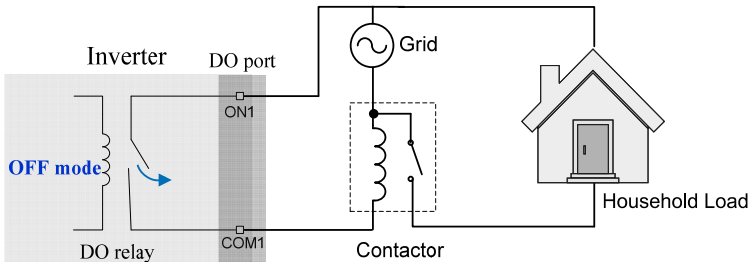 Inverter
DO port
Grid
ON1
OFF mode
Household Load
COM1
DO relay
Contactor